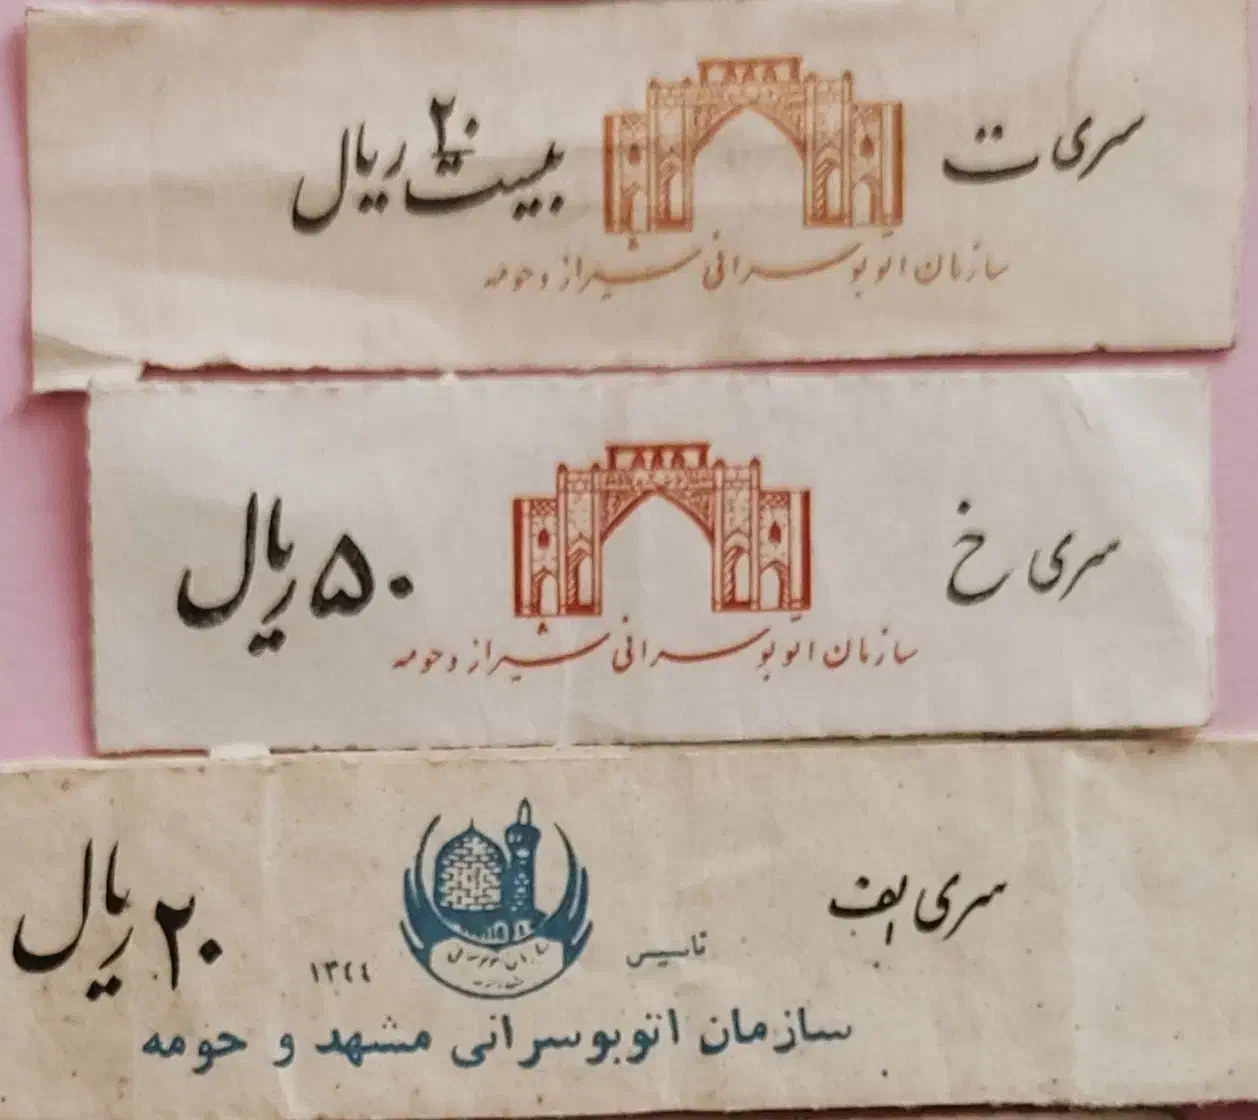 سری ت
۲۰
بیست ریال
سازمان اتوبوسرانی شیراز و حومه
سری خ
۵۰ ریال
سازمان اتوبوسرانی شیراز و حومه
سری الف
۲۰ ریال
تاسیس ۱۳۴۴
سازمان اتوبوسرانی مشهد و حومه